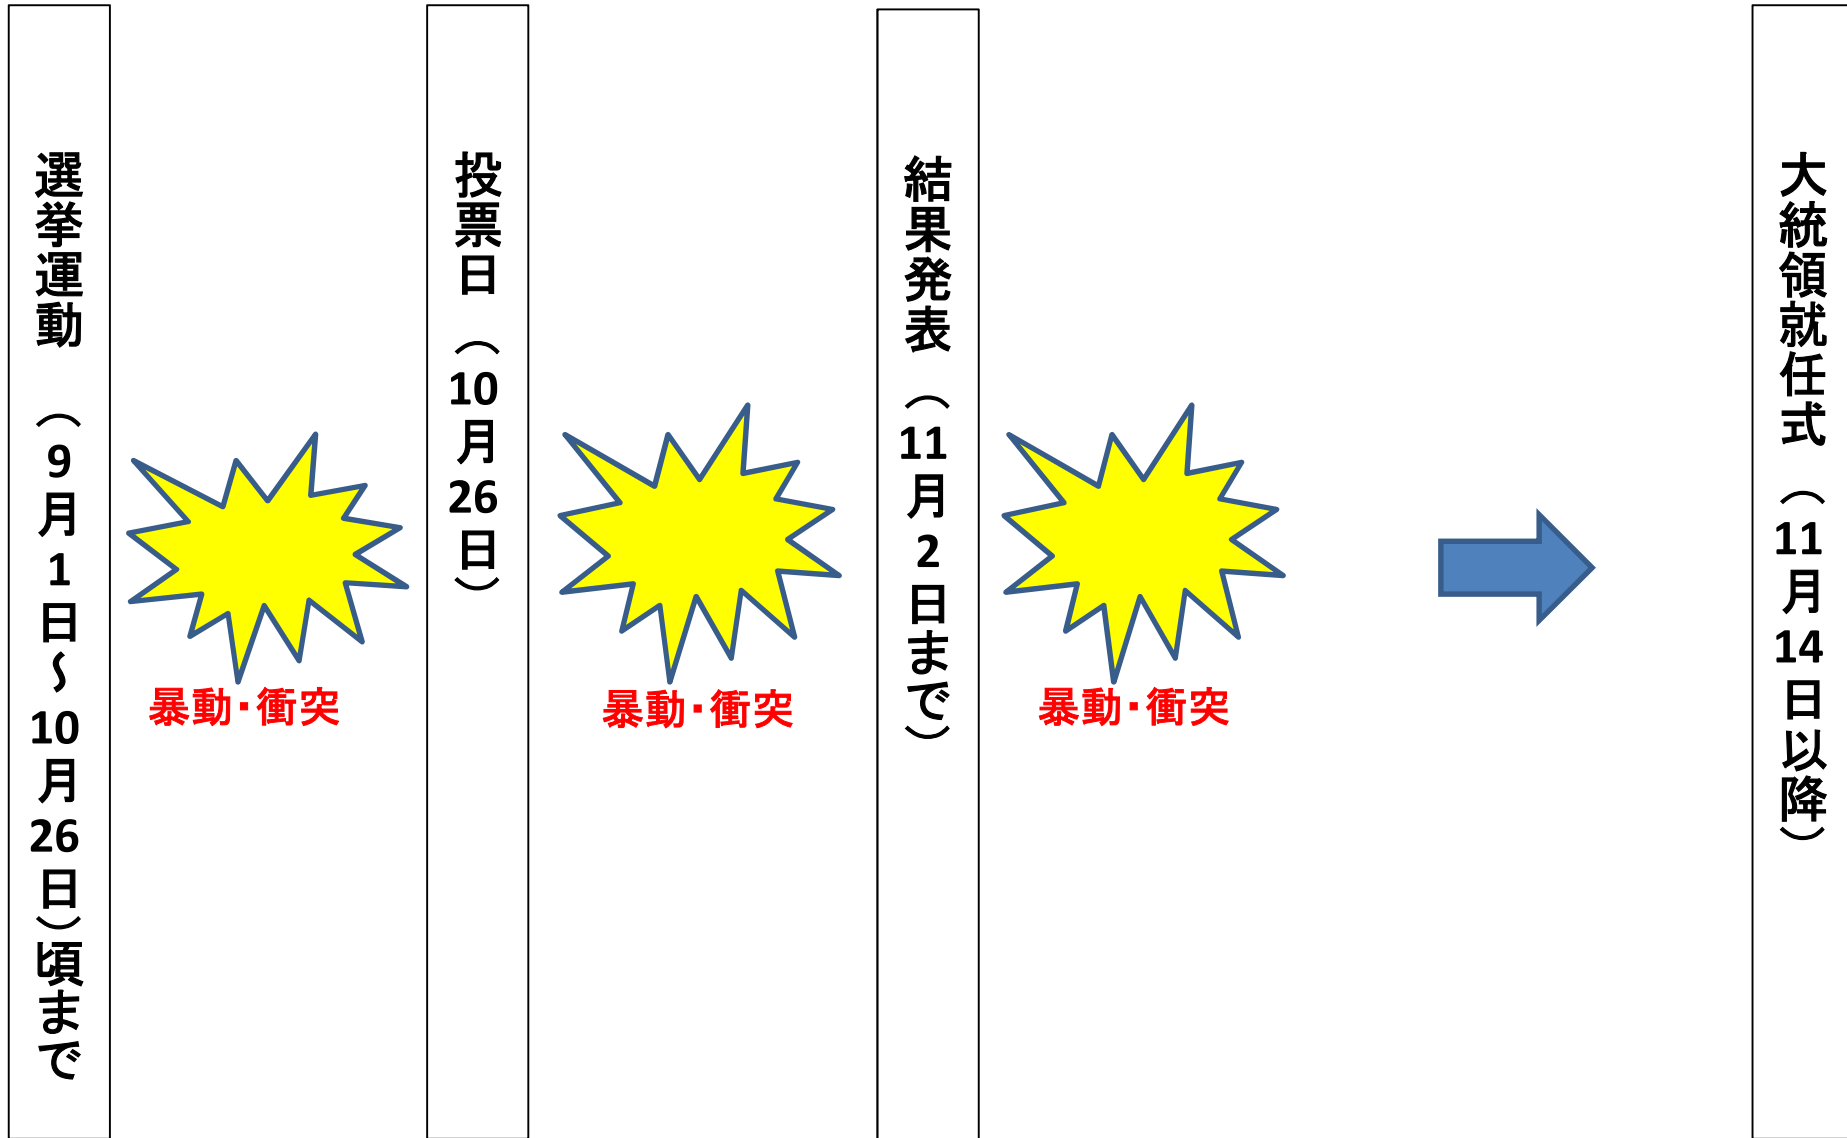 選挙運動 （9月1日～10月26日）頃まで
暴動・衝突
投票日 （10月26日）
暴動・衝突
結果発表 （11月2日まで）
暴動・衝突
大統領就任式 （11月14日以降）